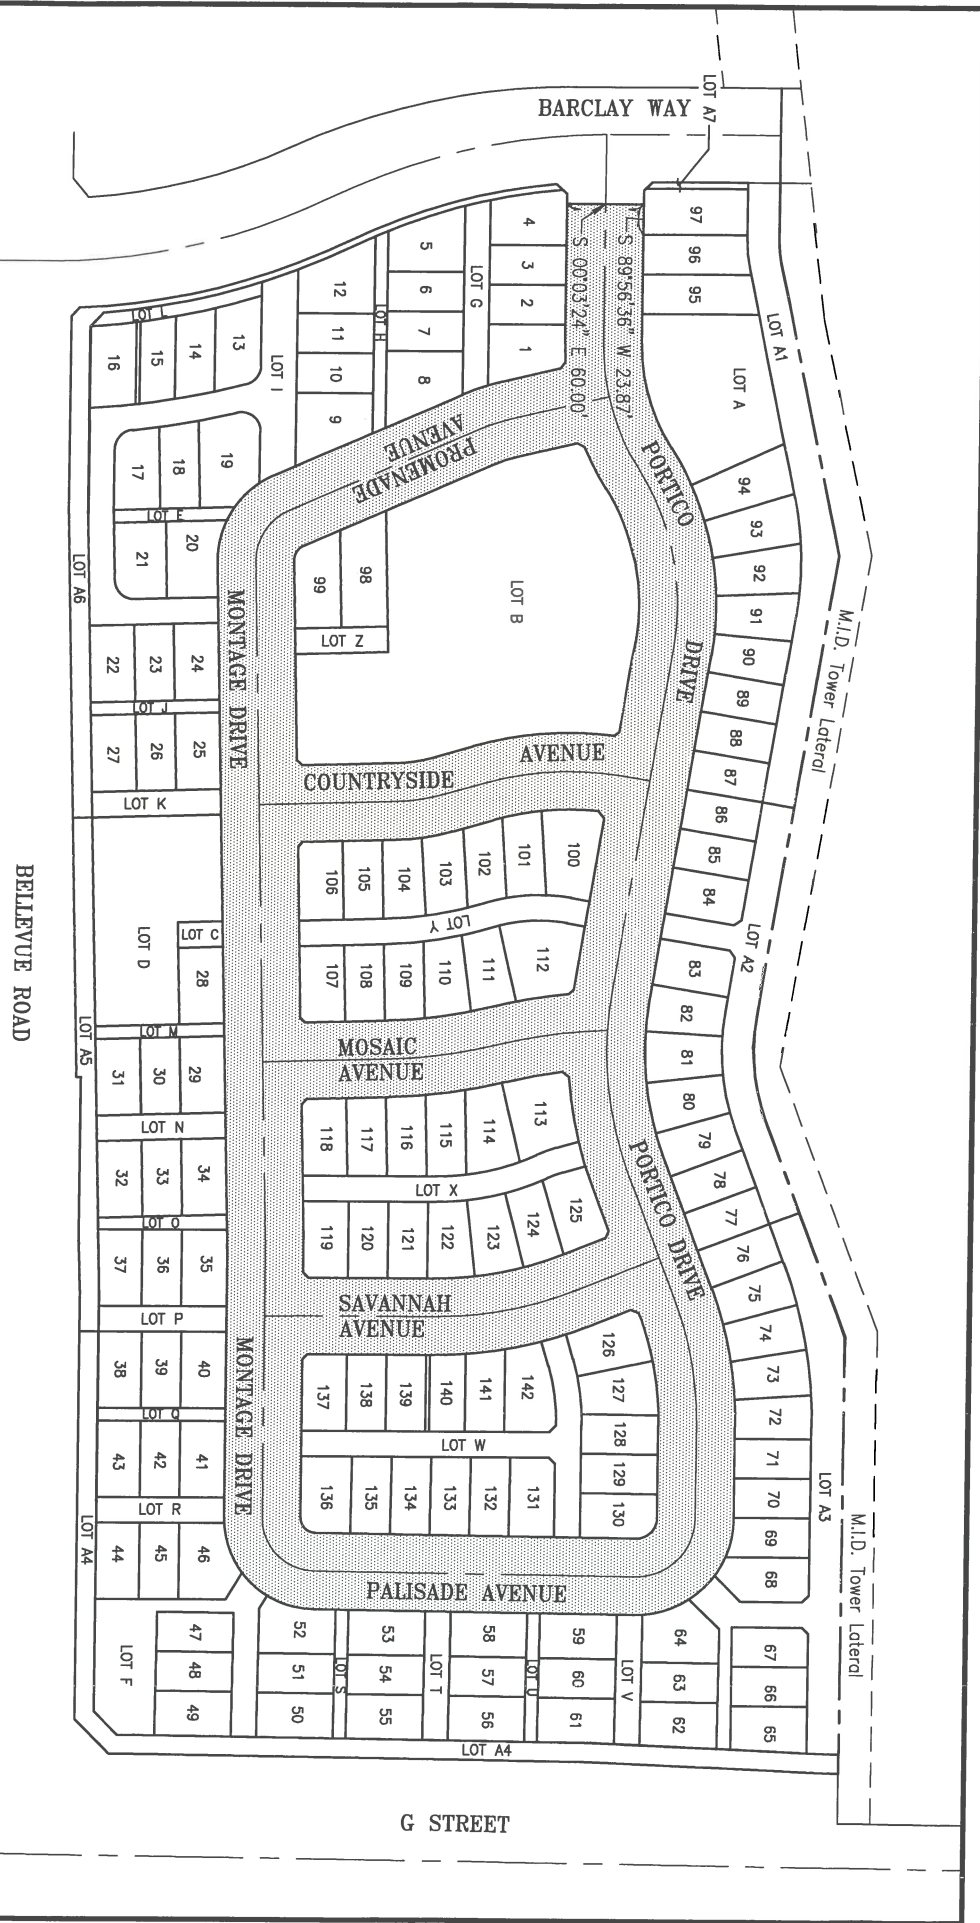 BARCLAY WAY
LOT A7
97
96
95
LOT A1
LOT A
S 89°56'36" W 23.87'
S 00°03'24" E 60.00'
4
3
2
1
LOT G
5
6
7
8
LOT H
12
11
10
9
LOT I
LOT L
13
14
15
16
17
18
19
LOT E
20
21
LOT A6
PROMENADE
AVENUE
PORTICO
DRIVE
94
93
92
91
90
89
88
87
86
85
84
M.I.D. Tower Lateral
LOT B
98
99
LOT Z
MONTAGE DRIVE
22
23
24
LOT J
27
26
25
LOT K
COUNTRYSIDE
AVENUE
100
101
102
103
104
105
106
LOT Y
107
108
109
110
111
112
LOT A2
83
82
81
80
79
78
77
76
75
74
73
72
71
70
69
68
LOT C
LOT D
28
LOT M
LOT A5
BELLEVUE ROAD
31
30
29
LOT N
32
33
34
LOT O
37
36
35
LOT P
MOSAIC
AVENUE
113
114
115
116
117
118
LOT X
119
120
121
122
123
124
125
PORTICO DRIVE
SAVANNAH
AVENUE
126
127
128
129
130
142
141
140
139
138
137
LOT W
136
135
134
133
132
131
MONTAGE DRIVE
38
39
40
LOT Q
43
42
41
LOT R
44
45
46
LOT A4
LOT A3
M.I.D. Tower Lateral
PALISADE AVENUE
LOT F
47
48
49
52
51
50
LOT S
53
54
55
LOT T
58
57
56
LOT U
59
60
61
LOT V
64
63
62
67
66
65
LOT A4
G STREET